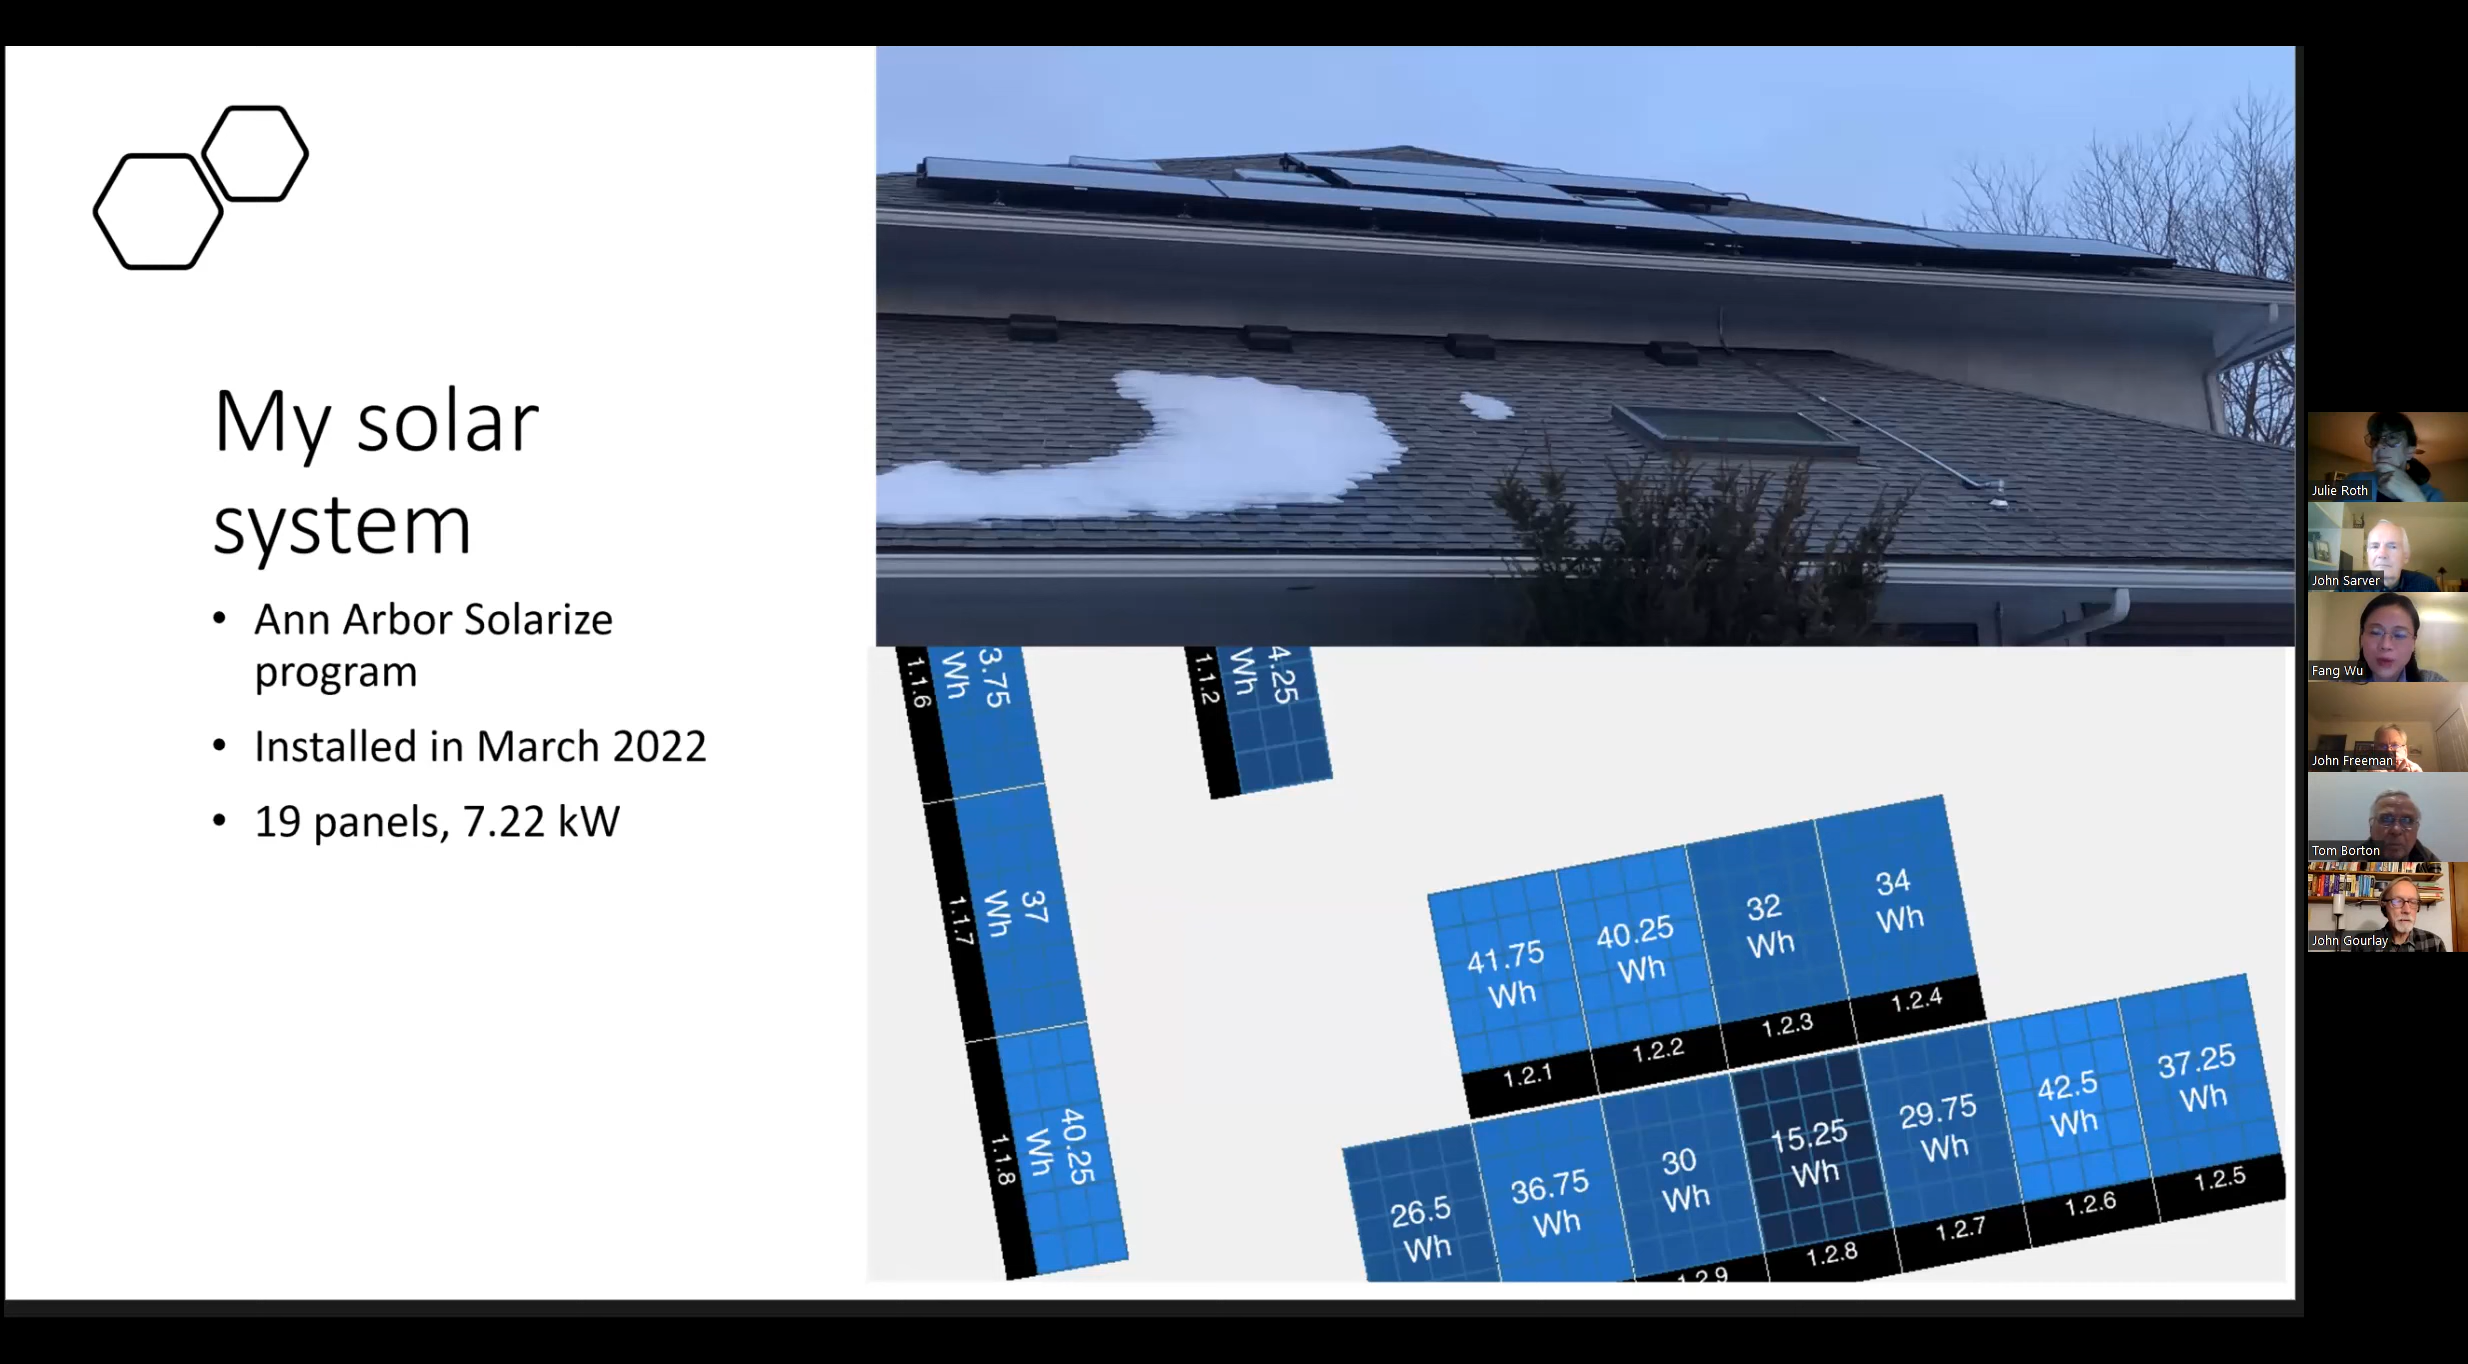 My solar
system
• Ann Arbor Solarize
program
• Installed in March 2022
• 19 panels, 7.22 kW
1.1.6
3.75
Wh
1.1.2
4.25
Wh
1.1.7
37
Wh
1.1.8
40.25
Wh
41.75
Wh
40.25
Wh
32
Wh
34
Wh
1.2.1
1.2.2
1.2.3
1.2.4
26.5
Wh
36.75
Wh
30
Wh
15.25
Wh
29.75
Wh
42.5
Wh
37.25
Wh
1.2.9
1.2.8
1.2.7
1.2.6
1.2.5
Julie Roth
John Sarver
Fang Wu
John Freeman
Tom Borton
John Gourlay